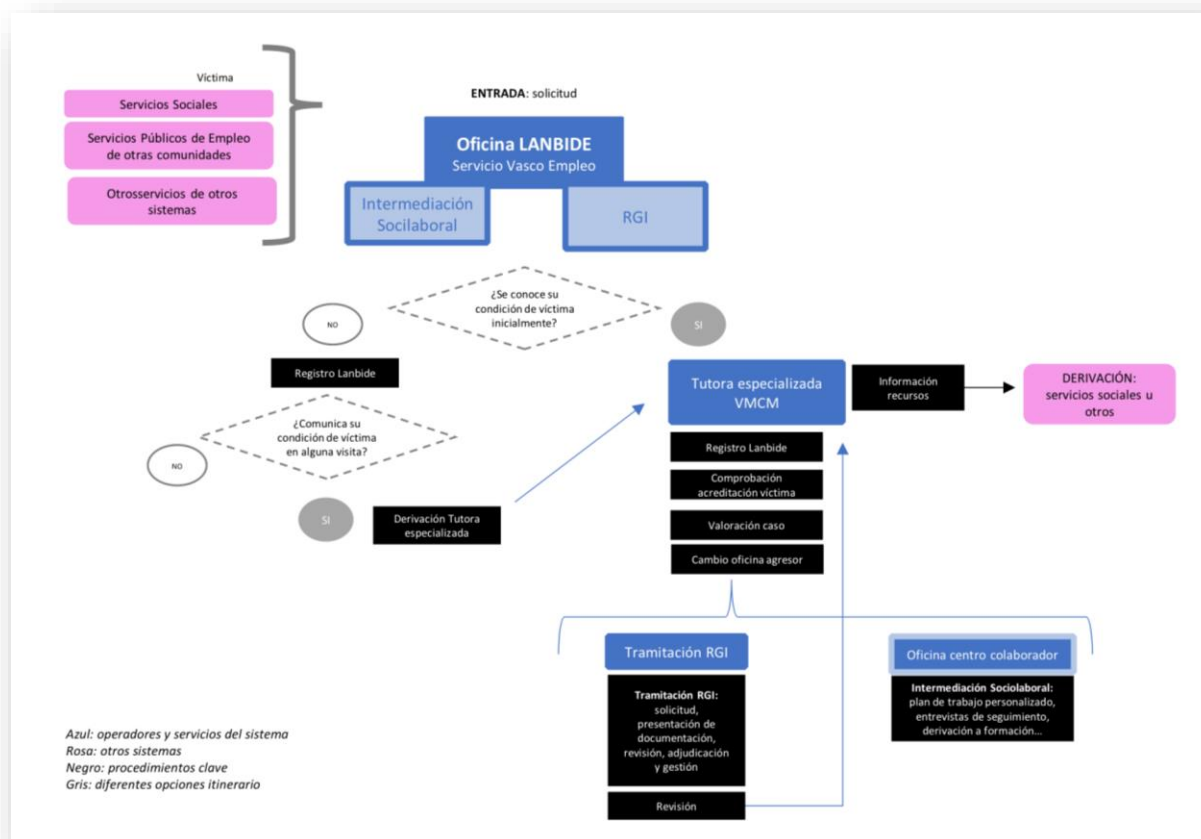 Víctima
Servicios Sociales
Servicios Públicos de Empleo
de otras comunidades
Otrosservicios de otros
sistemas
ENTRADA: solicitud
Oficina LANBIDE
Servicio Vasco Empleo
Intermediación
Socilaboral
RGI
¿Se conoce su
condición de víctima
inicialmente?
NO
SI
Registro Lanbide
¿Comunica su
condición de víctima
en alguna visita?
NO
SI
Derivación Tutora
especializada
Tutora especializada
VMCM
Información
recursos
DERIVACIÓN:
servicios sociales u
otros
Registro Lanbide
Comprobación
acreditación víctima
Valoración caso
Cambio oficina agresor
Tramitación RGI
Tramitación RGI:
solicitud,
presentación de
documentación,
revisión, adjudicación
y gestión
Revisión
Oficina centro colaborador
Intermediación Sociolaboral:
plan de trabajo personalizado,
entrevistas de seguimiento,
derivación a formación...
Azul: operadores y servicios del sistema
Rosa: otros sistemas
Negro: procedimientos clave
Gris: diferentes opciones itinerario